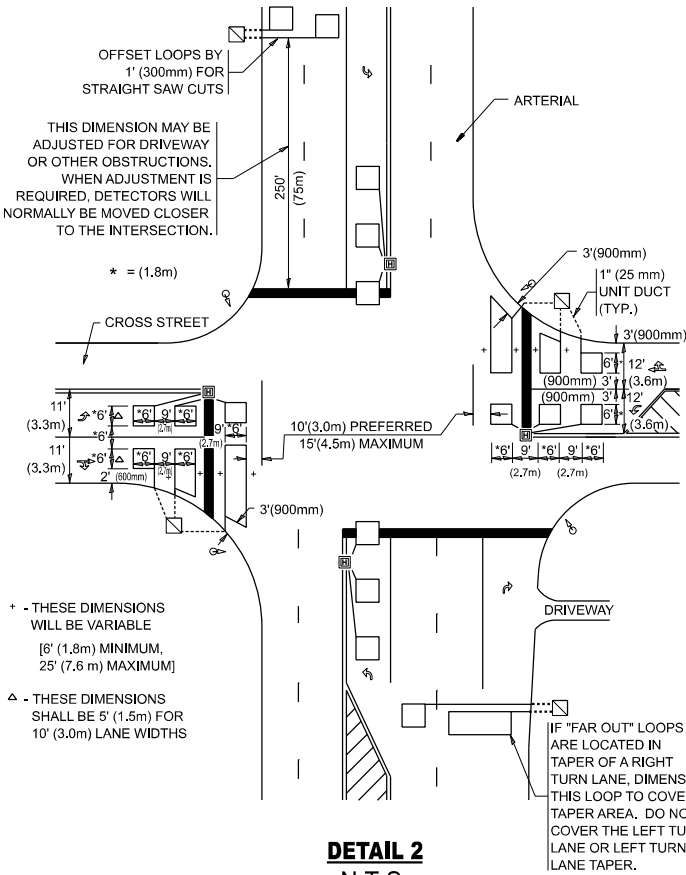 OFFSET LOOPS BY
1' (300mm) FOR
STRAIGHT SAW CUTS
THIS DIMENSION MAY BE
ADJUSTED FOR DRIVEWAY
OR OTHER OBSTRUCTIONS.
WHEN ADJUSTMENT IS
REQUIRED, DETECTORS WILL
NORMALLY BE MOVED CLOSER
TO THE INTERSECTION.
250'
(75m)
ARTERIAL
* = (1.8m)
CROSS STREET
3'(900mm)
1" (25 mm)
UNIT DUCT
(TYP.)
3'(900mm)
H
6'*
12'
(3.6m)
(900mm) 3'
(900mm) 3'
6'*
12'
(3.6m)
H
*6' 9' *6' 9' *6'
(2.7m) (2.7m)
H
11'
(3.3m)
*6'
*6' 9' *6'
(2.7m)
9' *6'
(2.7m)
*6'
11'
(3.3m)
*6'
*6' 9' *6'
(2.7m)
2' (600mm)
10'(3.0m) PREFERRED
15'(4.5m) MAXIMUM
3'(900mm)
H
+ - THESE DIMENSIONS
WILL BE VARIABLE
[6' (1.8m) MINIMUM,
25' (7.6 m) MAXIMUM]
△ - THESE DIMENSIONS
SHALL BE 5' (1.5m) FOR
10' (3.0m) LANE WIDTHS
DRIVEWAY
IF "FAR OUT" LOOPS
ARE LOCATED IN
TAPER OF A RIGHT
TURN LANE, DIMENS
THIS LOOP TO COVE
TAPER AREA. DO NO
COVER THE LEFT TU
LANE OR LEFT TURN
LANE TAPER.
DETAIL 2
N.T.S.